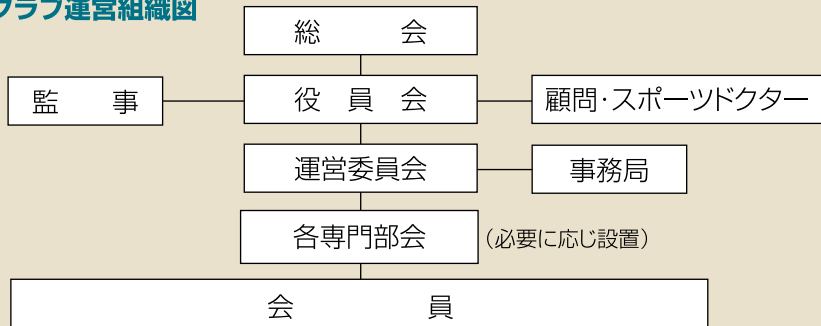 クラブ運営組織図
総　会
監　事
役　員　会
顧問・スポーツドクター
運営委員会
事務局
各専門部会
（必要に応じ設置）
会　員